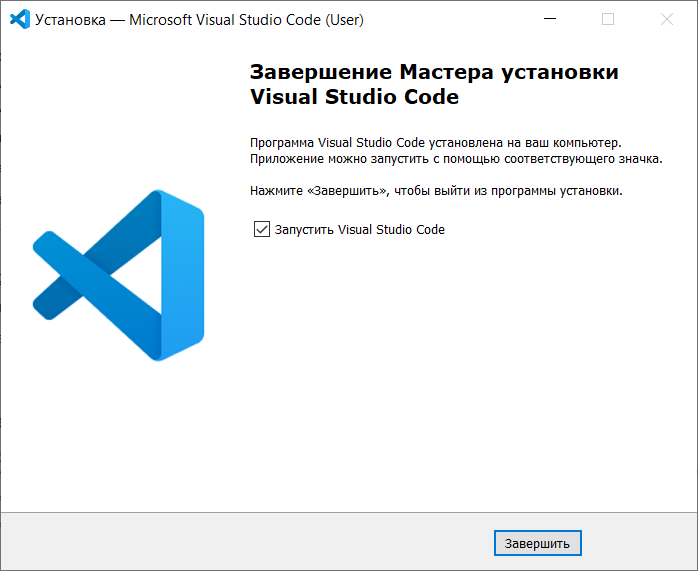 Установка — Microsoft Visual Studio Code (User)
Завершение Мастера установки
Visual Studio Code
Программа Visual Studio Code установлена на ваш компьютер.
Приложение можно запустить с помощью соответствующего значка.
Нажмите «Завершить», чтобы выйти из программы установки.
Запустить Visual Studio Code
Завершить